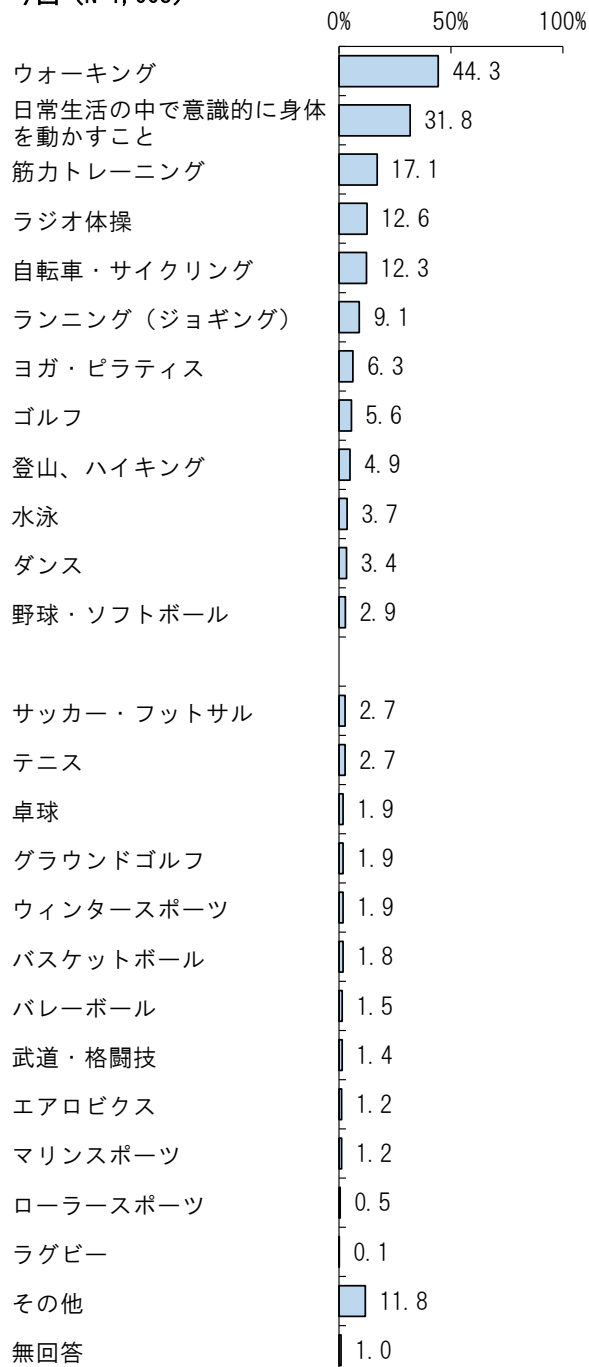 0% 50% 100%
ウォーキング 44.3
日常生活の中で意識的に身体
を動かすこと 31.8
筋力トレーニング 17.1
ラジオ体操 12.6
自転車・サイクリング 12.3
ランニング（ジョギング） 9.1
ヨガ・ピラティス 6.3
ゴルフ 5.6
登山、ハイキング 4.9
水泳 3.7
ダンス 3.4
野球・ソフトボール 2.9
サッカー・フットサル 2.7
テニス 2.7
卓球 1.9
グラウンドゴルフ 1.9
ウィンタースポーツ 1.9
バスケットボール 1.8
バレーボール 1.5
武道・格闘技 1.4
エアロビクス 1.2
マリンスポーツ 1.2
ローラースポーツ 0.5
ラグビー 0.1
その他 11.8
無回答 1.0